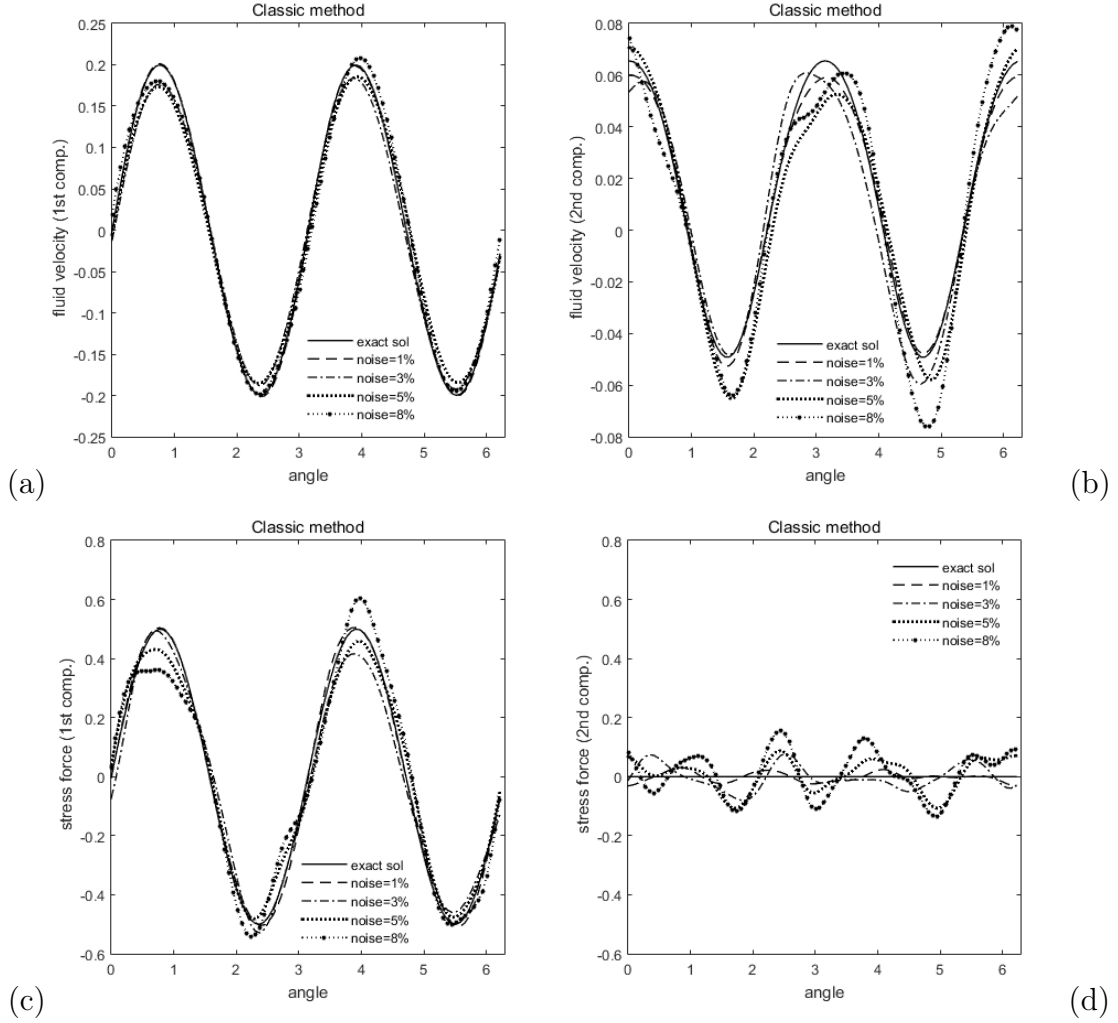 Classic method
0.25
0.2
0.15
0.1
0.05
0
-0.05
-0.1
-0.15
-0.2
-0.25
fluid velocity (1st comp.)
exact sol
noise=1%
noise=3%
noise=5%
noise=8%
0 1 2 3 4 5 6
angle
(a)
Classic method
0.08
0.06
0.04
0.02
0
-0.02
-0.04
-0.06
-0.08
fluid velocity (2nd comp.)
exact sol
noise=1%
noise=3%
noise=5%
noise=8%
0 1 2 3 4 5 6
angle
(b)
Classic method
0.8
0.6
0.4
0.2
0
-0.2
-0.4
-0.6
stress force (1st comp.)
exact sol
noise=1%
noise=3%
noise=5%
noise=8%
0 1 2 3 4 5 6
angle
(c)
Classic method
0.8
0.6
0.4
0.2
0
-0.2
-0.4
-0.6
stress force (2nd comp.)
exact sol
noise=1%
noise=3%
noise=5%
noise=8%
0 1 2 3 4 5 6
angle
(d)